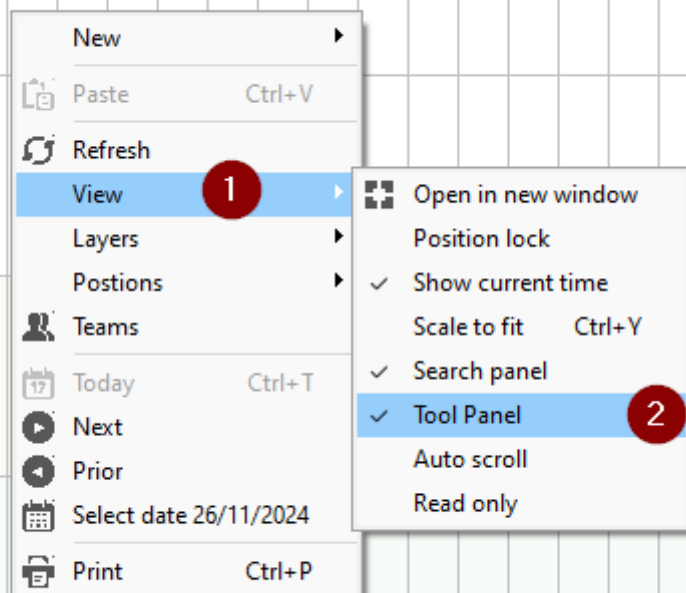 New
Paste Ctrl+V
Refresh
View 1
Layers
Postions
Teams
17 Today Ctrl+T
Next
Prior
Select date 26/11/2024
Print Ctrl+P
Open in new window
Position lock
Show current time
Scale to fit Ctrl+Y
Search panel
Tool Panel 2
Auto scroll
Read only